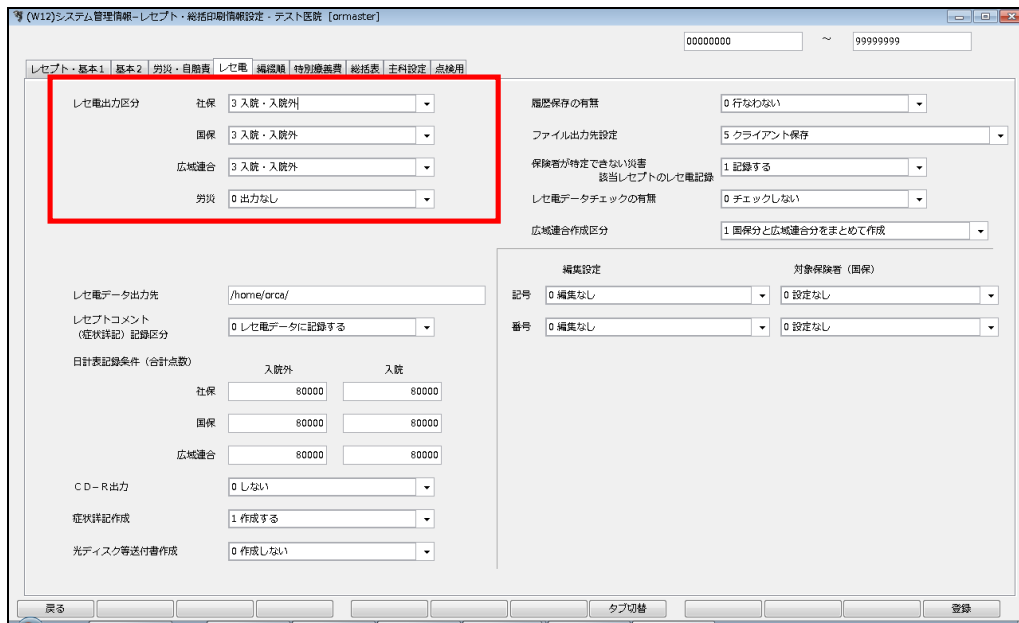 (W12)システム管理情報-レセプト・総括印刷情報設定 - テスト医院 [ormaster]
00000000 ～ 99999999
レセプト・基本1 基本2 労災・自賠責 レセ電 編綴順 特別療養費 総括表 主科設定 点検用
レセ電出力区分 社保 3 入院・入院外 履歴保存の有無 0 行なわない
国保 3 入院・入院外 ファイル出力先設定 5 クライアント保存
広域連合 3 入院・入院外 保険者が特定できない災害 1 記録する
該当レセプトのレセ電記録
労災 0 出力なし レセ電データチェックの有無 0 チェックしない
広域連合作成区分 1 国保分と広域連合分をまとめて作成
編集設定 対象保険者（国保）
レセ電データ出力先 /home/orca/ 記号 0 編集なし 0 設定なし
レセプトコメント
（症状詳記）記録区分 0 レセ電データに記録する 番号 0 編集なし 0 設定なし
日計表記録条件（合計点数） 入院外 入院
社保 80000 80000
国保 80000 80000
広域連合 80000 80000
ＣＤ－Ｒ出力 0 しない
症状詳記作成 1 作成する
光ディスク等送付書作成 0 作成しない
戻る タブ切替 登録